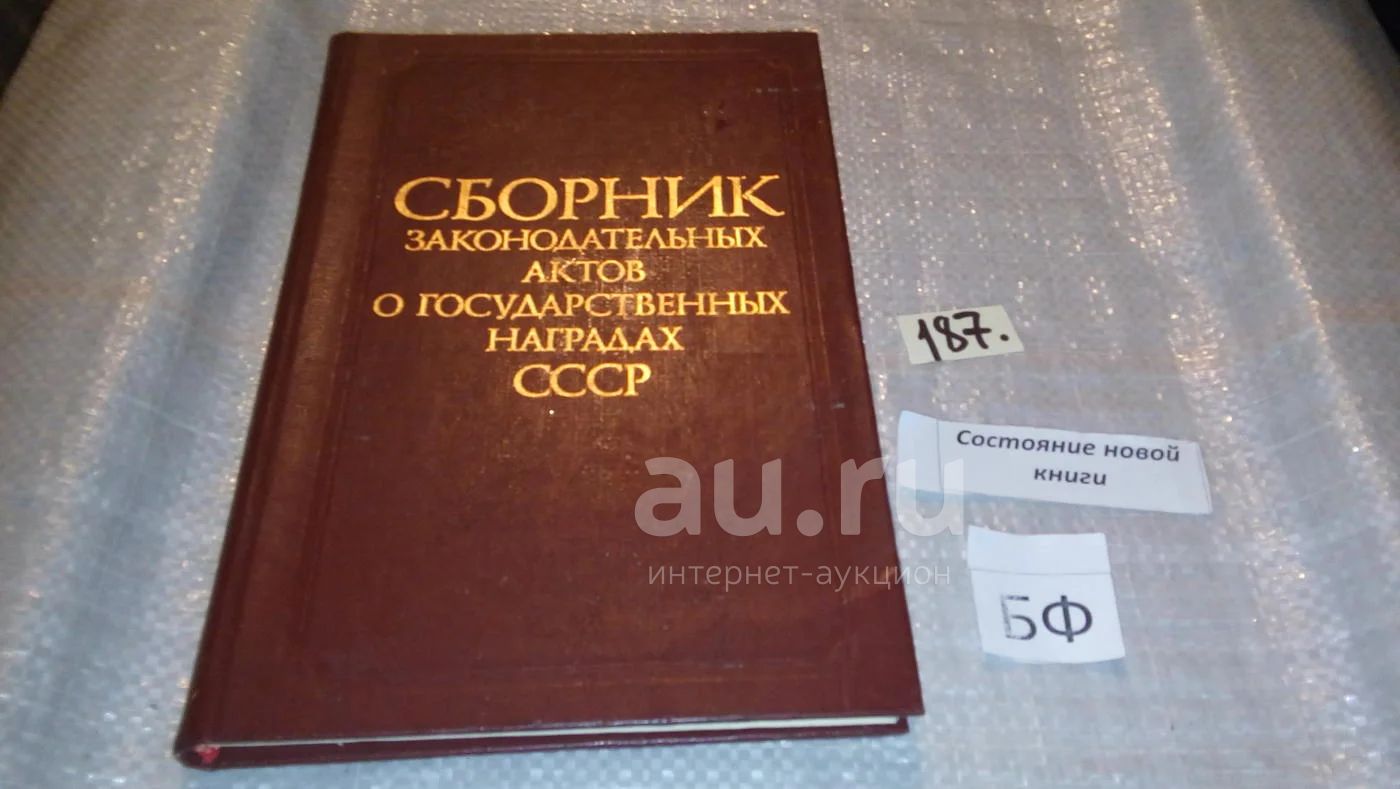 СБОРНИК
ЗАКОНОДАТЕЛЬНЫХ
АКТОВ
О ГОСУДАРСТВЕННЫХ
НАГРАДАХ
СССР
187.
Состояние новой
книги
БФ
au.ru
интернет-аукцион